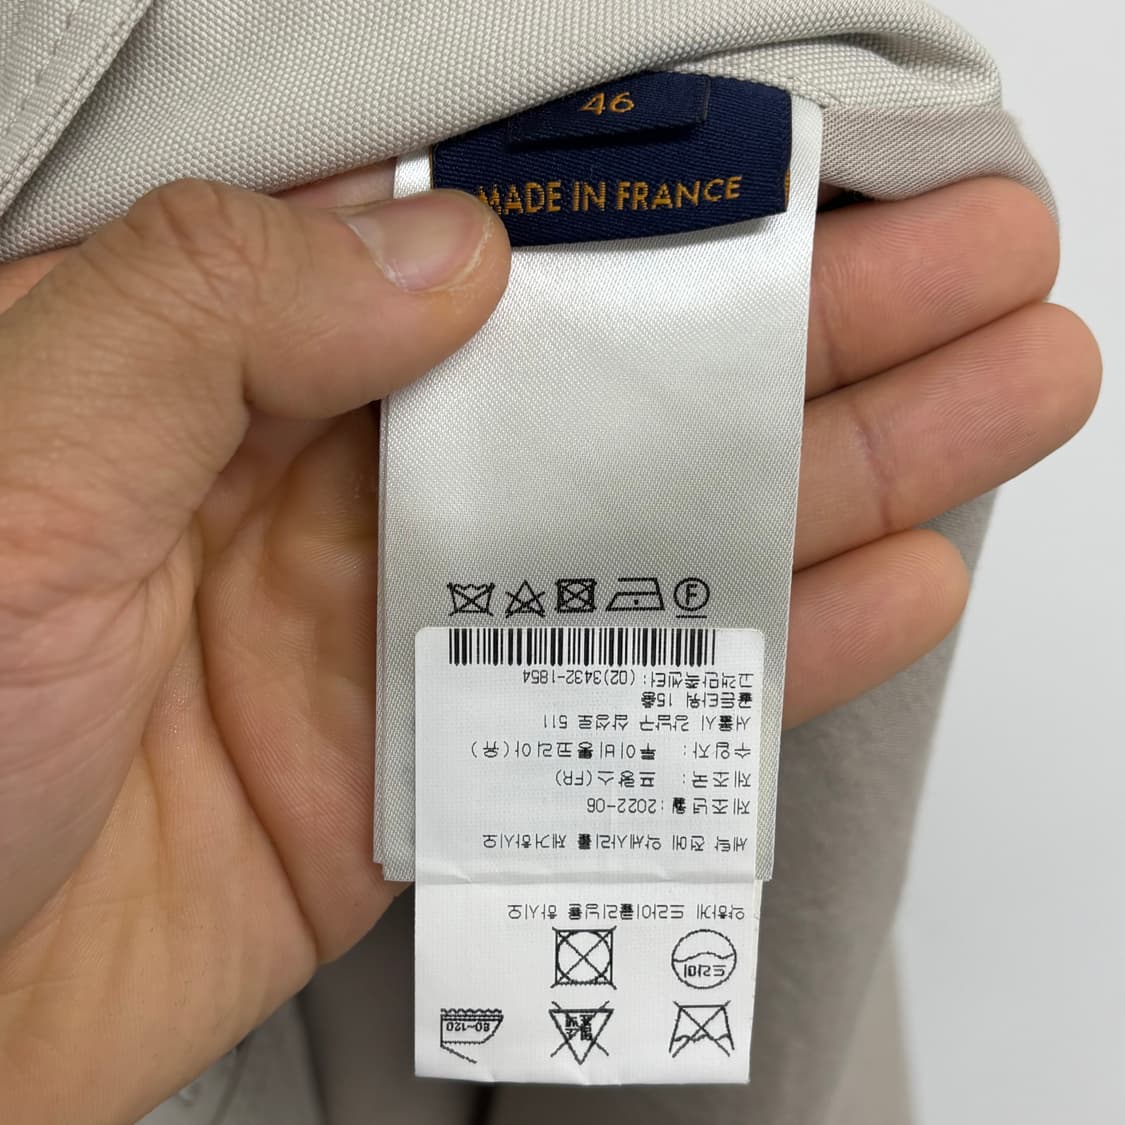 46
MADE IN FRANCE
F
80~120
염소
표백
드라이
약하게 드라이클리닝을 하시오
세탁 전에 악세사리를 제거하시오
제조년월:2022-06
제조국: 프랑스(FR)
수입자: 루이비통코리아(유)
서울시 강남구 삼성로 511
골든타워 15층
고객만족센터:(02)3432-1854